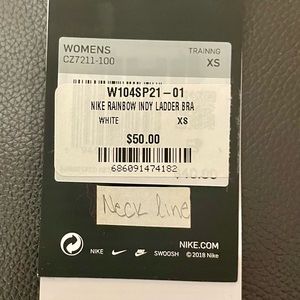 WOMENS TRAINING
CZ7211-100 XS
W104SP21-01
NIKE RAINBOW INDY LADDER BRA
WHITE XS
$50.00
686091474182
Neck line
NIKE.COM
NIKE SWOOSH © 2018 Nike